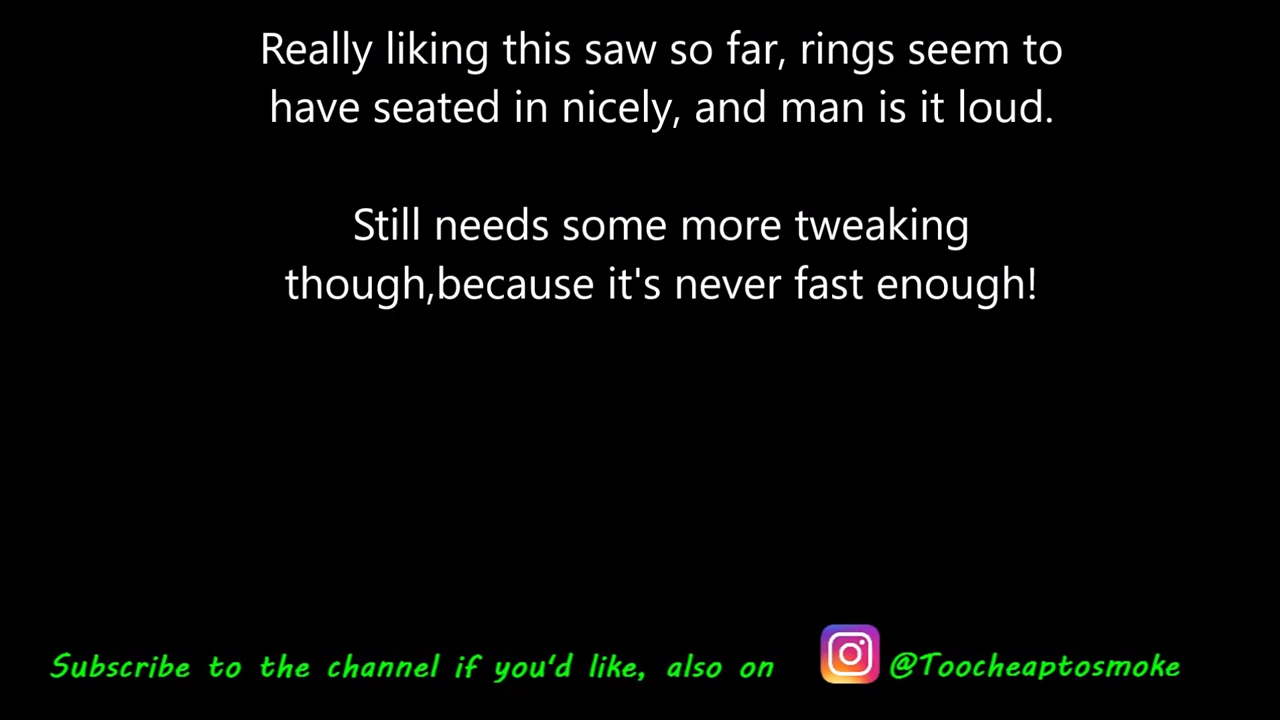 Really liking this saw so far, rings seem to
have seated in nicely, and man is it loud.
Still needs some more tweaking
though,because it's never fast enough!
Subscribe to the channel if you'd like, also on @Toocheaptosmoke